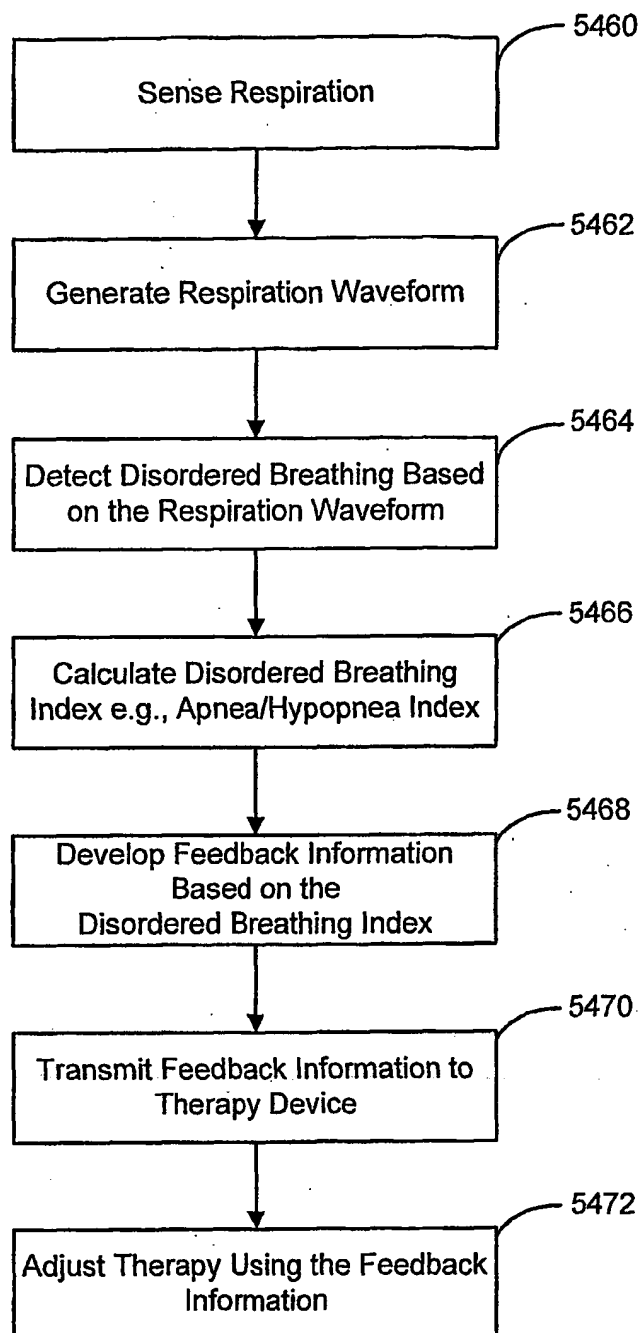 5460
Sense Respiration
5462
Generate Respiration Waveform
5464
Detect Disordered Breathing Based
on the Respiration Waveform
5466
Calculate Disordered Breathing
Index e.g., Apnea/Hypopnea Index
5468
Develop Feedback Information
Based on the
Disordered Breathing Index
5470
Transmit Feedback Information to
Therapy Device
5472
Adjust Therapy Using the Feedback
Information